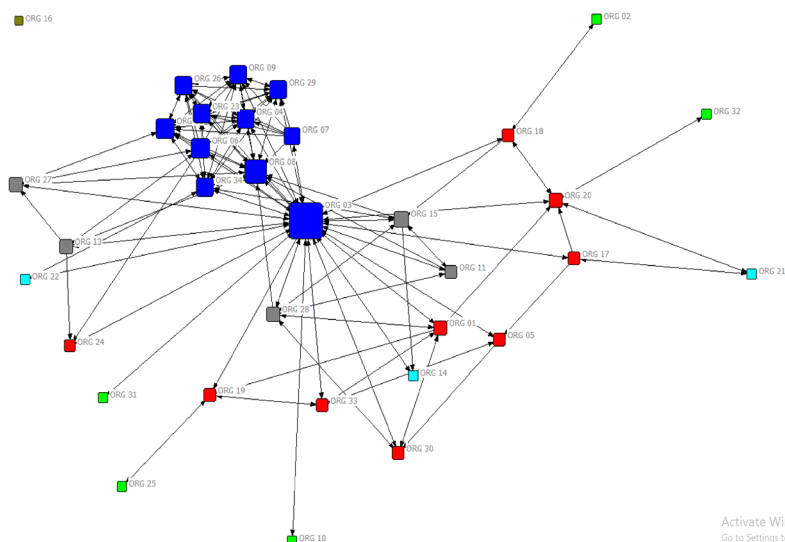 ORG 16
ORG 02
ORG 09
ORG 26
ORG 29
ORG 32
ORG 23
ORG 04
ORG
ORG 07
ORG 18
ORG 06
ORG 08
ORG 27
ORG 34
ORG 20
ORG 03
ORG 15
ORG 13
ORG 17
ORG 11
ORG 21
ORG 22
ORG 28
ORG 01
ORG 05
ORG 24
ORG 14
ORG 19
ORG 31
ORG 33
ORG 30
ORG 25
ORG 10
Activate Wi
Go to Settings t